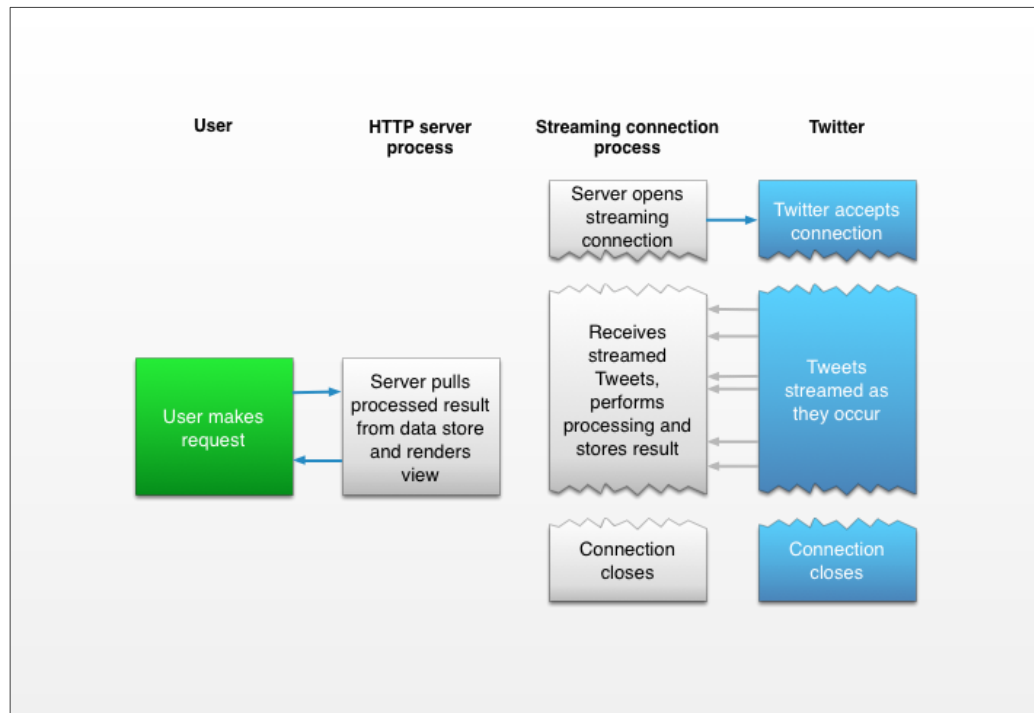 User
HTTP server
process
Streaming connection
process
Twitter
Server opens
streaming
connection
Twitter accepts
connection
User makes
request
Server pulls
processed result
from data store
and renders
view
Receives
streamed
Tweets,
performs
processing and
stores result
Tweets
streamed as
they occur
Connection
closes
Connection
closes